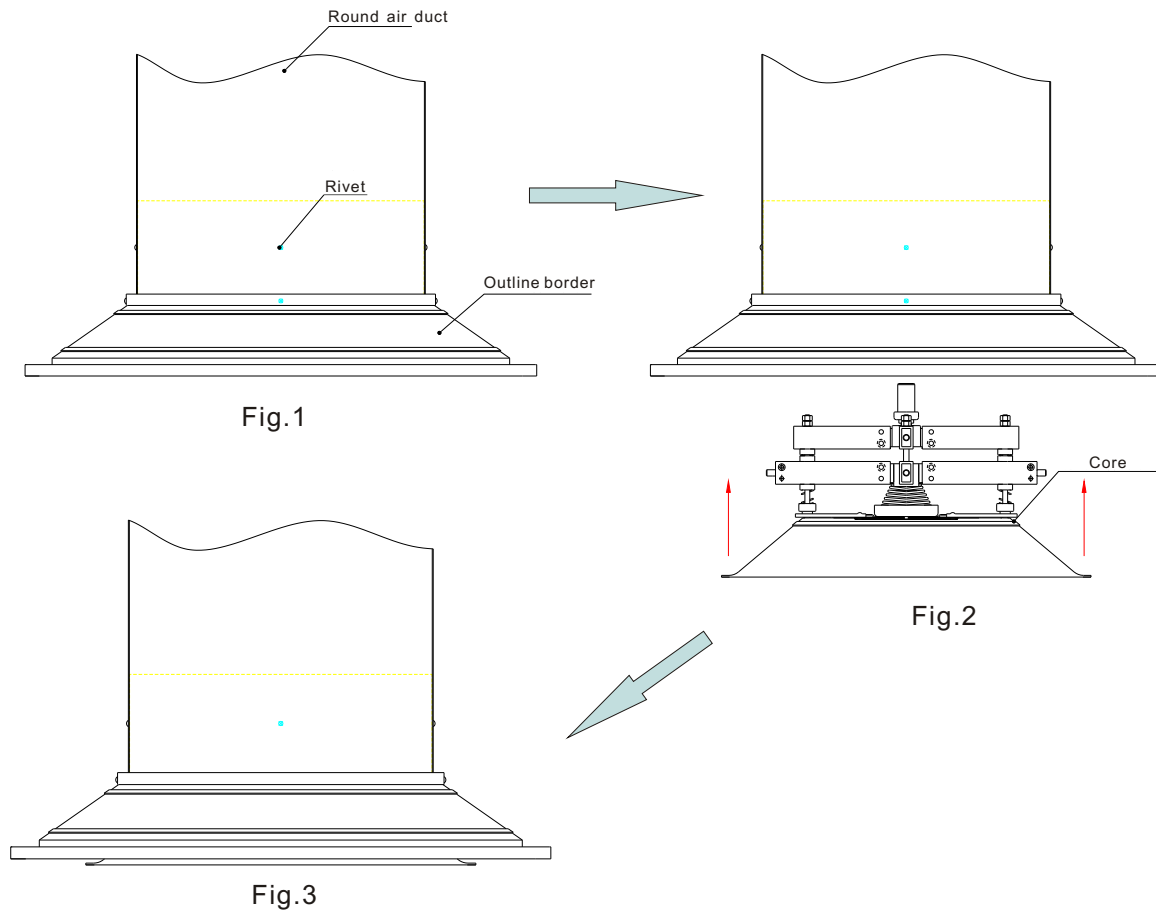 Round air duct
Rivet
Outline border
Fig.1
Core
Fig.2
Fig.3